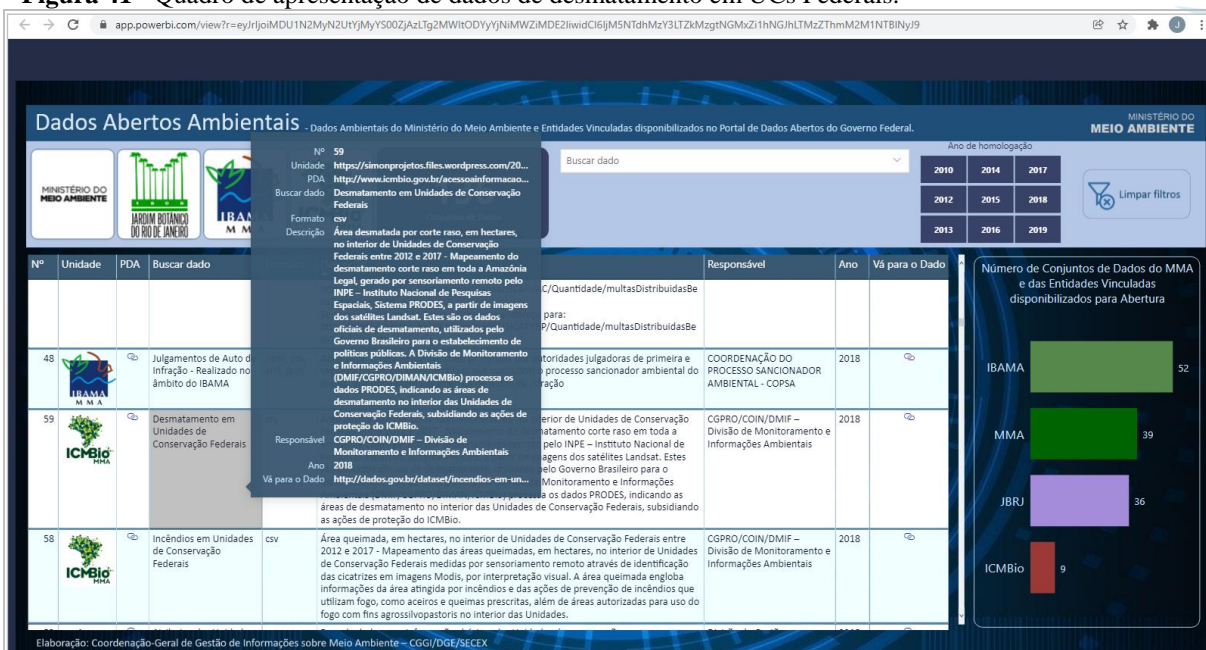 Figura 41 - Quadro de apresentação de dados de desmatamento em UCs Federais.
Dados Abertos Ambientais - Dados Ambientais do Ministério do Meio Ambiente e Entidades Vinculadas disponibilizados no Portal de Dados Abertos do Governo Federal.
MINISTÉRIO DO
MEIO AMBIENTE
MINISTÉRIO DO
MEIO AMBIENTE
JARDIM BOTÂNICO
DO RIO DE JANEIRO
IBAMA
M M A
Buscar dado
Ano de homologação
2010 2014 2017
2012 2015 2018
2013 2016 2019
Limpar filtros
Nº 59
Unidade https://simonprojetos.files.wordpress.com/20...
PDA http://www.icmbio.gov.br/acessoainformacao...
Buscar dado Desmatamento em Unidades de Conservação
Federais
Formato csv
Descrição Área desmatada por corte raso, em hectares,
no interior de Unidades de Conservação
Federais entre 2012 e 2017 - Mapeamento do
desmatamento corte raso em toda a Amazônia
Legal, gerado por sensoriamento remoto pelo
INPE – Instituto Nacional de Pesquisas
Espaciais, Sistema PRODES, a partir de imagens
dos satélites Landsat. Estes são os dados
oficiais de desmatamento, utilizados pelo
Governo Brasileiro para o estabelecimento de
políticas públicas. A Divisão de Monitoramento
e Informações Ambientais
(DMIF/CGPRO/DIMAN/ICMBio) processa os
dados PRODES, indicando as áreas de
desmatamento no interior das Unidades de
Conservação Federais, subsidiando as ações de
proteção do ICMBio.
Responsável CGPRO/COIN/DMIF – Divisão de
Monitoramento e Informações Ambientais
Ano 2018
Vá para o Dado http://dados.gov.br/dataset/incendios-em-un...
Nº Unidade PDA Buscar dado Responsável Ano Vá para o Dado
C/Quantidade/multasDistribuidasBe
para:
P/Quantidade/multasDistribuidasBe
48 IBAMA M M A
Julgamentos de Auto d
Infração - Realizado no
âmbito do IBAMA
utoridades julgadoras de primeira e
processo sancionador ambiental do
ração
COORDENAÇÃO DO
PROCESSO SANCIONADOR
AMBIENTAL - COPSA
2018
59 ICMBio MMA
Desmatamento em
Unidades de
Conservação Federais
erior de Unidades de Conservação
matamento corte raso em toda a
pelo INPE – Instituto Nacional de
agens dos satélites Landsat. Estes
elo Governo Brasileiro para o
Monitoramento e Informações
a os dados PRODES, indicando as
áreas de desmatamento no interior das Unidades de Conservação Federais, subsidiando
as ações de proteção do ICMBio.
CGPRO/COIN/DMIF –
Divisão de Monitoramento e
Informações Ambientais
2018
58 ICMBio MMA
Incêndios em Unidades
de Conservação
Federais
csv
Área queimada, em hectares, no interior de Unidades de Conservação Federais entre
2012 e 2017 - Mapeamento das áreas queimadas, em hectares, no interior de Unidades
de Conservação Federais medidas por sensoriamento remoto através de identificação
das cicatrizes em imagens Modis, por interpretação visual. A área queimada engloba
informações da área atingida por incêndios e das ações de prevenção de incêndios que
utilizam fogo, como aceiros e queimas prescritas, além de áreas autorizadas para uso do
fogo com fins agrossilvopastoris no interior das Unidades.
CGPRO/COIN/DMIF –
Divisão de Monitoramento e
Informações Ambientais
2018
Número de Conjuntos de Dados do MMA
e das Entidades Vinculadas
disponibilizados para Abertura
IBAMA 52
MMA 39
JBRJ 36
ICMBio 9
Elaboração: Coordenação-Geral de Gestão de Informações sobre Meio Ambiente – CGGI/DGE/SECEX